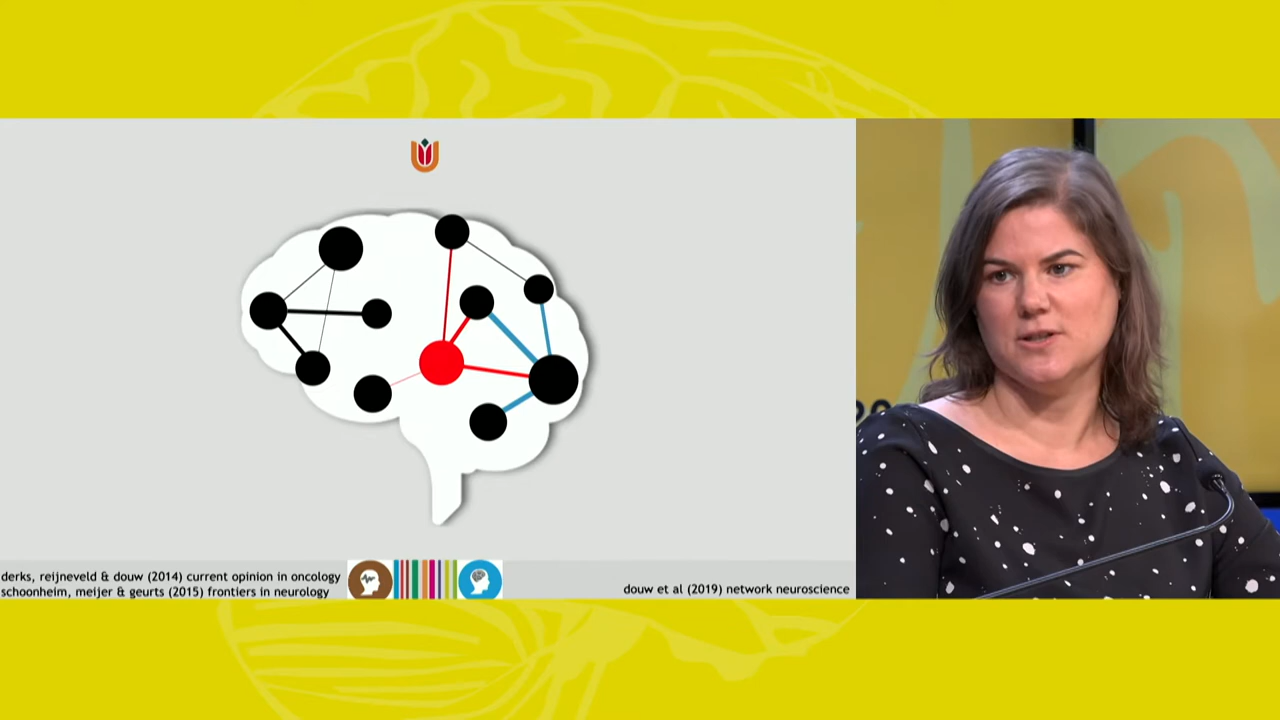 derks, reijneveld & douw (2014) current opinion in oncology
schoonheim, meijer & geurts (2015) frontiers in neurology
douw et al (2019) network neuroscience